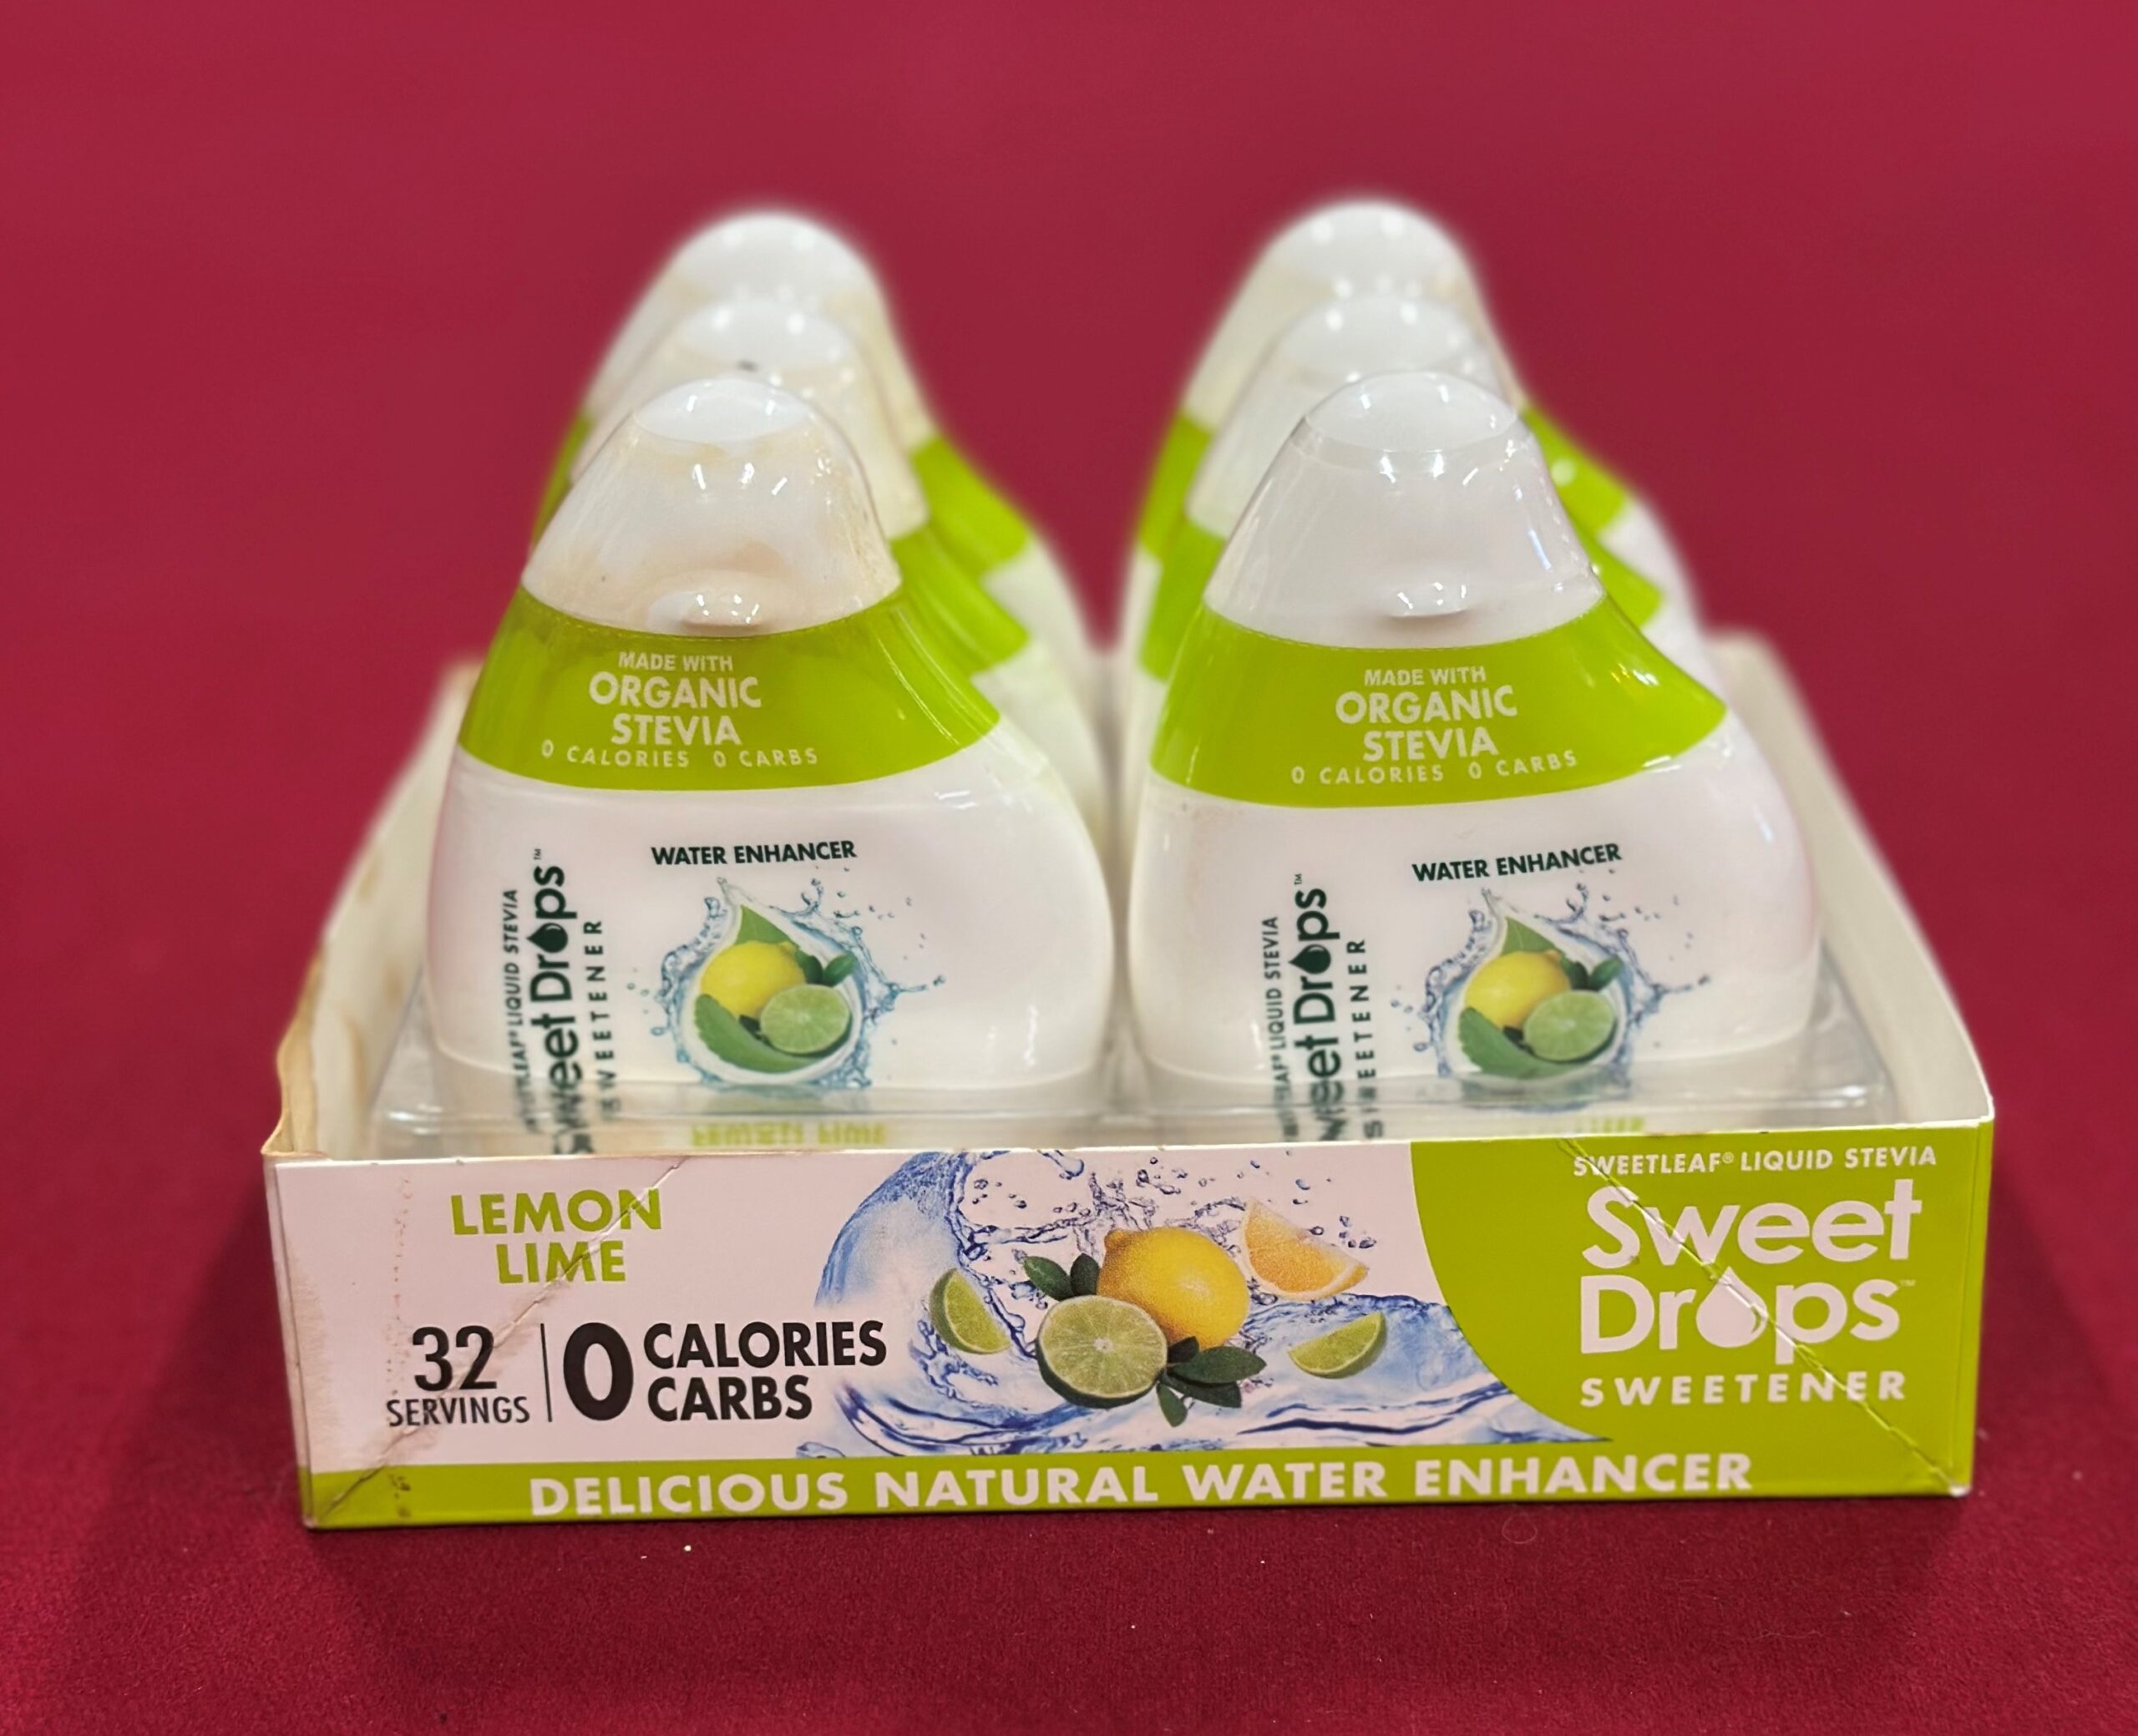 MADE WITH
ORGANIC
STEVIA
0 CALORIES 0 CARBS
WATER ENHANCER
SWEETLEAF® LIQUID STEVIA
Sweet Drops™
SWEETENER
MADE WITH
ORGANIC
STEVIA
0 CALORIES 0 CARBS
WATER ENHANCER
SWEETLEAF® LIQUID STEVIA
Sweet Drops™
SWEETENER
LEMON
LIME
32
SERVINGS
0 CALORIES
CARBS
SWEETLEAF® LIQUID STEVIA
Sweet
Drops™
SWEETENER
DELICIOUS NATURAL WATER ENHANCER